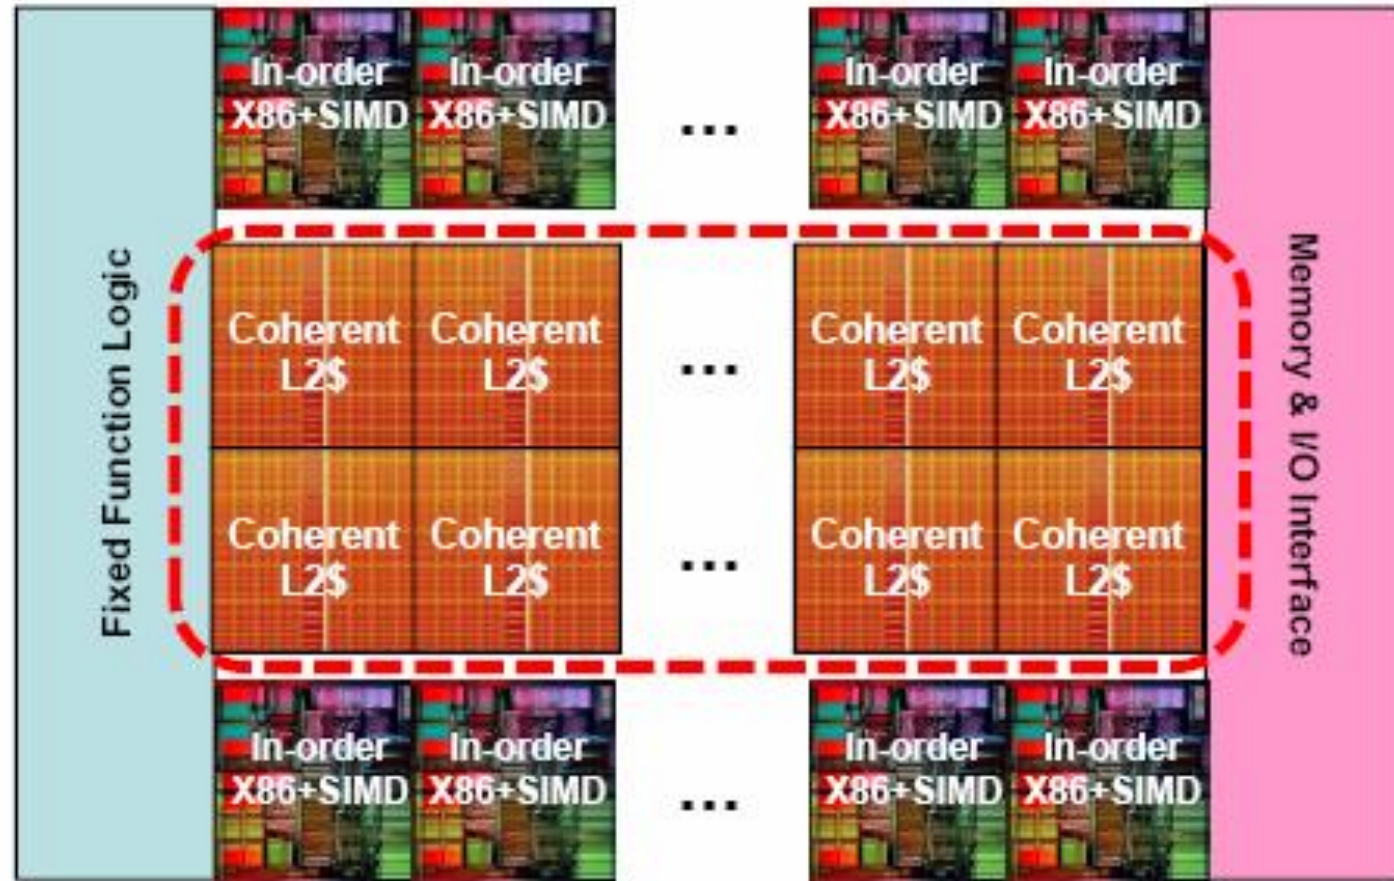 Fixed Function Logic
In-order
X86+SIMD
In-order
X86+SIMD
...
In-order
X86+SIMD
In-order
X86+SIMD
Coherent
L2$
Coherent
L2$
...
Coherent
L2$
Coherent
L2$
Coherent
L2$
Coherent
L2$
...
Coherent
L2$
Coherent
L2$
In-order
X86+SIMD
In-order
X86+SIMD
...
In-order
X86+SIMD
In-order
X86+SIMD
Memory & I/O Interface